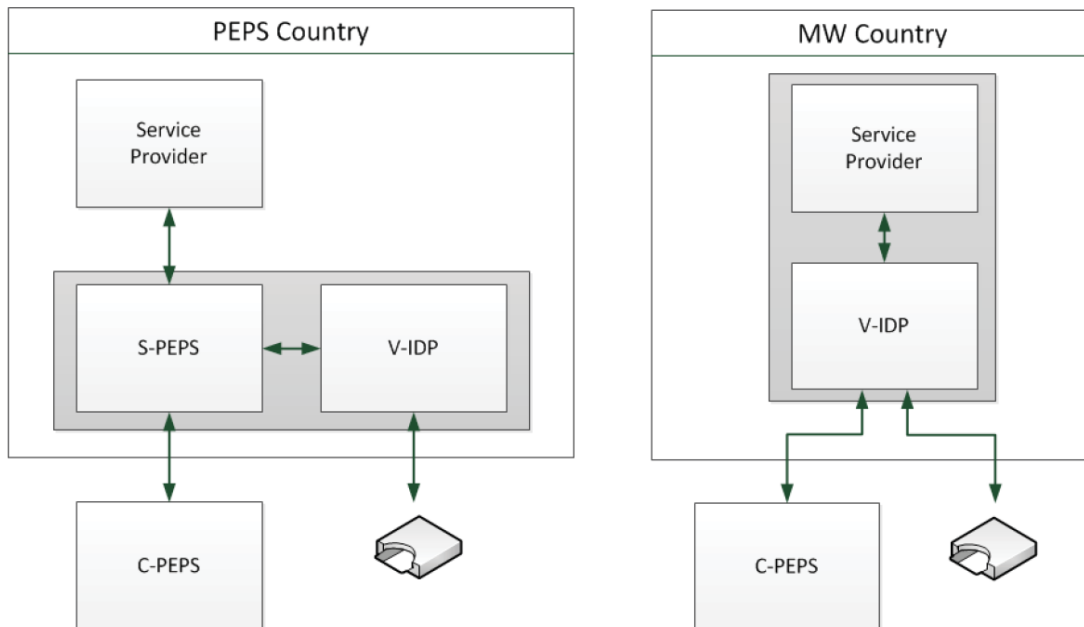 PEPS Country
Service
Provider
S-PEPS
V-IDP
C-PEPS
MW Country
Service
Provider
V-IDP
C-PEPS